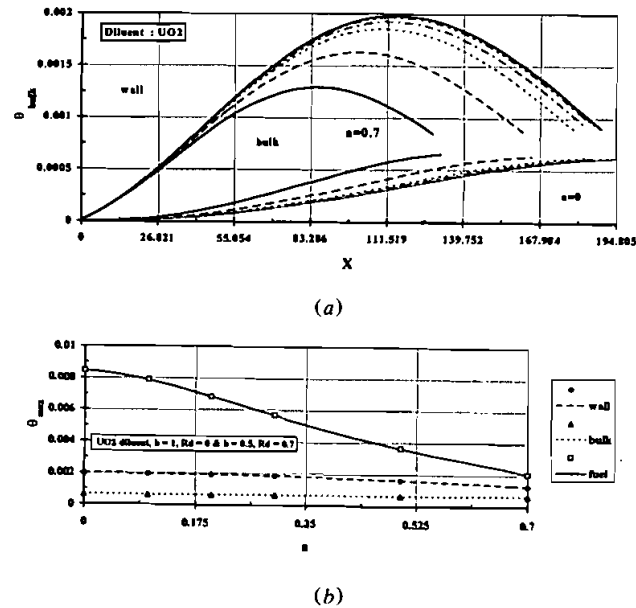 (a)
0.002
Diluent : UO2
0.0015
wall
θ bulk
0.001
bulk
a=0.7
0.0005
a=0
0
0 26.821 55.054 83.286 111.519 139.752 167.984 194.805
X
(a)
0.01
0.008
θ max
0.006
0.004
UO2 diluent, b = 1, Rd = 0 & b = 0.5, Rd = 0.7
0.002
0
0 0.175 0.35 0.525 0.7
a
wall
bulk
fuel
(b)